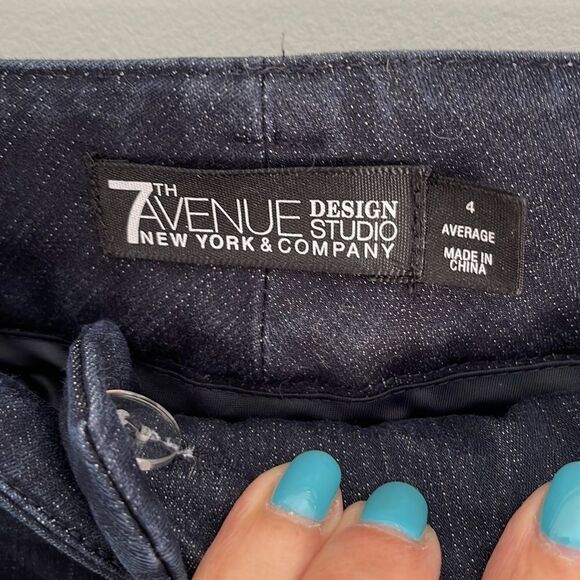 7TH AVENUE DESIGN STUDIO
NEW YORK & COMPANY
4
AVERAGE
MADE IN
CHINA